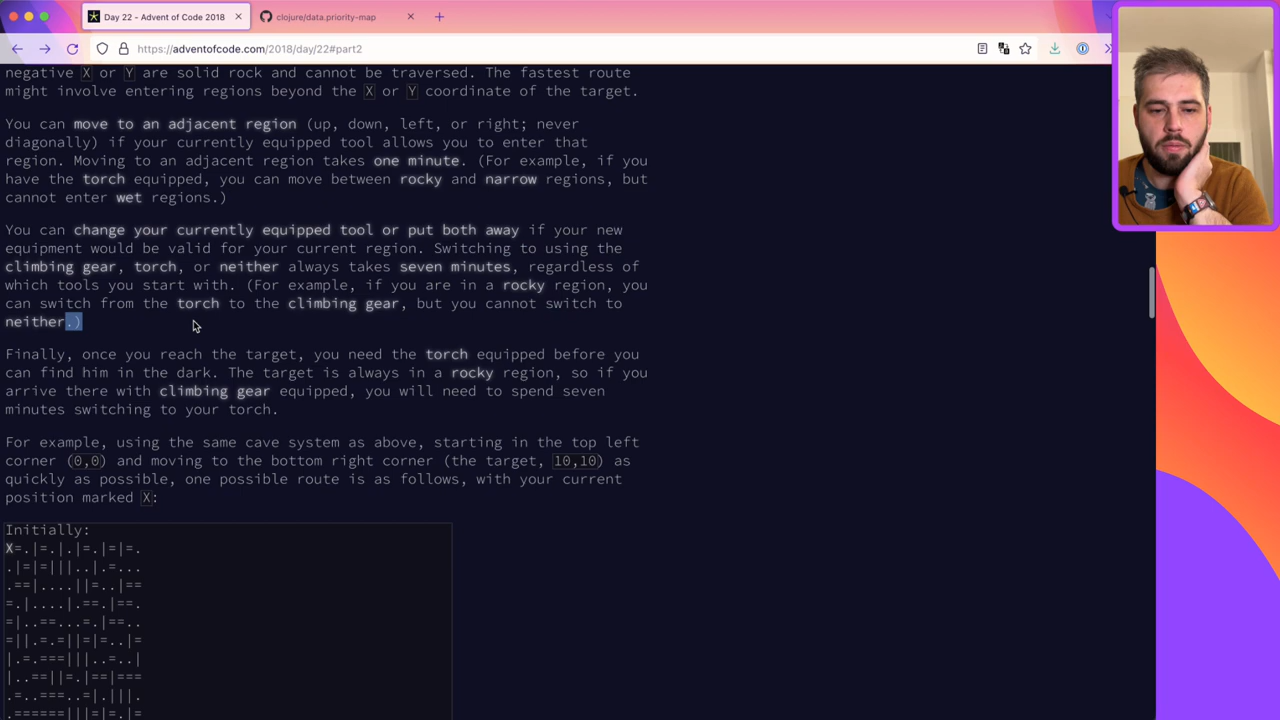 Day 22 - Advent of Code 2018
clojure/data.priority-map
https://adventofcode.com/2018/day/22#part2
negative X or Y are solid rock and cannot be traversed. The fastest route
might involve entering regions beyond the X or Y coordinate of the target.
You can move to an adjacent region (up, down, left, or right; never
diagonally) if your currently equipped tool allows you to enter that
region. Moving to an adjacent region takes one minute. (For example, if you
have the torch equipped, you can move between rocky and narrow regions, but
cannot enter wet regions.)
You can change your currently equipped tool or put both away if your new
equipment would be valid for your current region. Switching to using the
climbing gear, torch, or neither always takes seven minutes, regardless of
which tools you start with. (For example, if you are in a rocky region, you
can switch from the torch to the climbing gear, but you cannot switch to
neither.)
Finally, once you reach the target, you need the torch equipped before you
can find him in the dark. The target is always in a rocky region, so if you
arrive there with climbing gear equipped, you will need to spend seven
minutes switching to your torch.
For example, using the same cave system as above, starting in the top left
corner (0,0) and moving to the bottom right corner (the target, 10,10) as
quickly as possible, one possible route is as follows, with your current
position marked X:
Initially:
X=.|=.|.|=.|=|=.
.|=|=|||..|.=...
.==|....||=..|==
=.|....|.==.|==.
=|..==...=.|==..
=||.=.=||=|=..|=
|.=.===|||..=..|
|..==||=.|==|===
.=..===..=|.|||.
.======|||=|=.|=